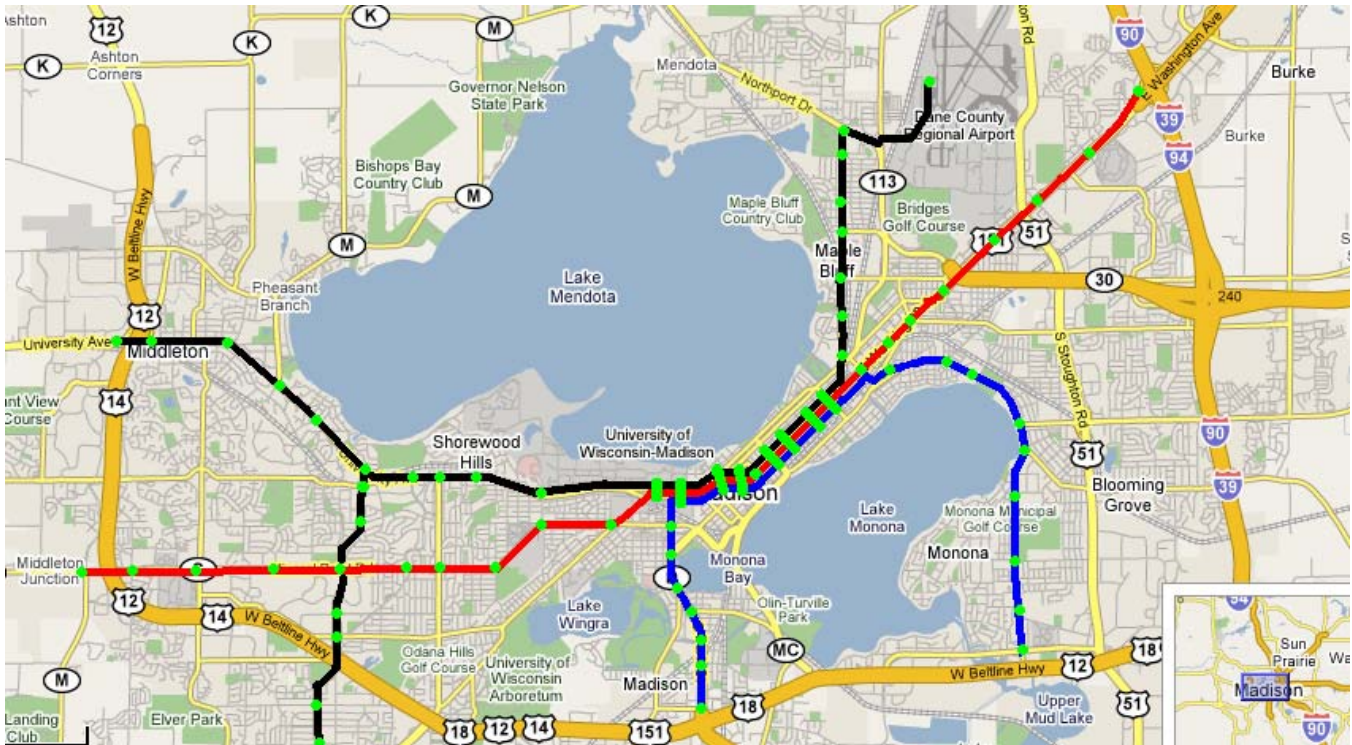 Ashton
K
M
12
K
K
M
Ashton
Corners
Governor Nelson
State Park
Mendota
Northport Dr
Dane County
Regional Airport
E Washington Ave
90
Burke
39
Burke
94
W Beltline Hwy
Bishops Bay
Country Club
M
113
Maple Bluff
Country Club
Bridges
Golf Course
51
M
Lake
Mendota
Maple
Bluff
30
240
Pheasant
Branch
12
University Ave
Middleton
S Stoughton Rd
14
Course
Shorewood
Hills
University of
Wisconsin-Madison
51
90
39
Blooming
Grove
Lake
Monona
Monona Municipal
Golf Course
Monona
Middleton
Junction
Monona
Bay
12
14
W Beltline Hwy
Lake
Wingra
Olin-Turville
Park
94
Sun
Prairie
Odana Hills
Golf Course
MC
M
University of
Wisconsin
Arboretum
Madison
W Beltline Hwy
12
18
Madison
Landing
Club
Elver Park
18
12
14
151
18
Upper
Mud Lake
51
90